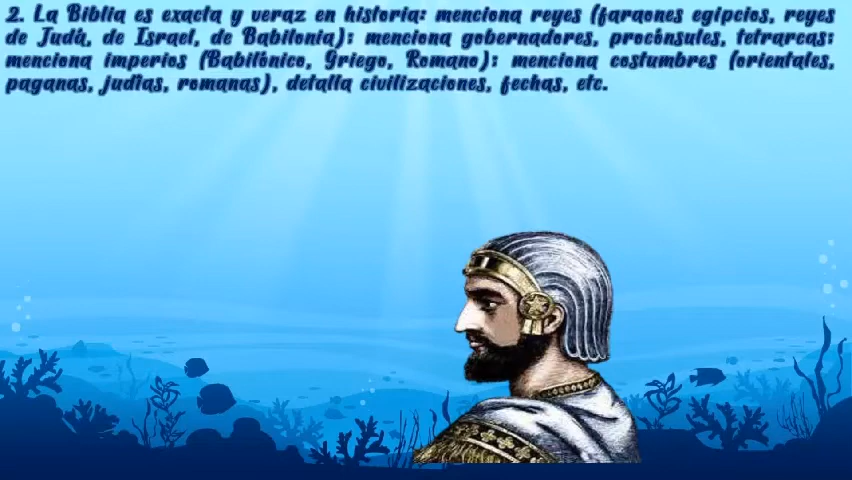 2. La Biblia es exacta y veraz en historia: menciona reyes (faraones egipcios, reyes
de Judá, de Israel, de Babilonia): menciona gobernadores, procónsules, tetrarcas:
menciona imperios (Babilónico, Griego, Romano): menciona costumbres (orientales,
paganas, judías, romanas), detalla civilizaciones, fechas, etc.